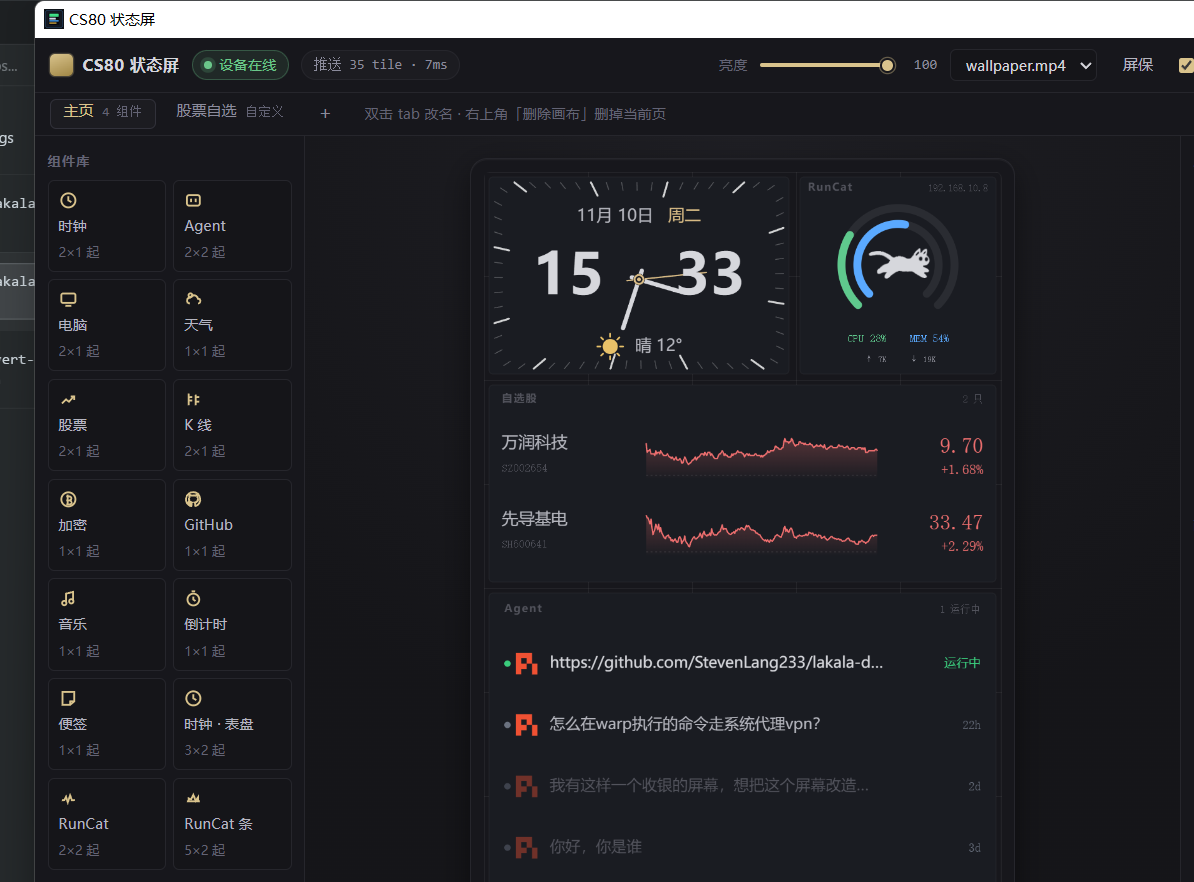 CS80 状态屏
CS80 状态屏
设备在线
推送 35 tile · 7ms
亮度
100
wallpaper.mp4
屏保
主页 4 组件
股票自选 自定义
+
双击 tab 改名 · 右上角「删除画布」删掉当前页
s...
gs
akala
akala
vert-
组件库
时钟
2×1 起
Agent
2×2 起
电脑
2×1 起
天气
1×1 起
股票
2×1 起
K 线
2×1 起
加密
1×1 起
GitHub
1×1 起
音乐
1×1 起
倒计时
1×1 起
便签
1×1 起
时钟 · 表盘
3×2 起
RunCat
2×2 起
RunCat 条
5×2 起
11月 10日 周二
15 33
晴 12°
RunCat
192.168.10.8
CPU 28% MEM 54%
↑ 7K ↓ 19K
自选股
2 只
万润科技
SZ002654
9.70
+1.68%
先导基电
SH600641
33.47
+2.29%
Agent
1 运行中
https://github.com/StevenLang233/lakala-d...
运行中
怎么在warp执行的命令走系统代理vpn?
22h
我有这样一个收银的屏幕，想把这个屏幕改造...
2d
你好，你是谁
3d